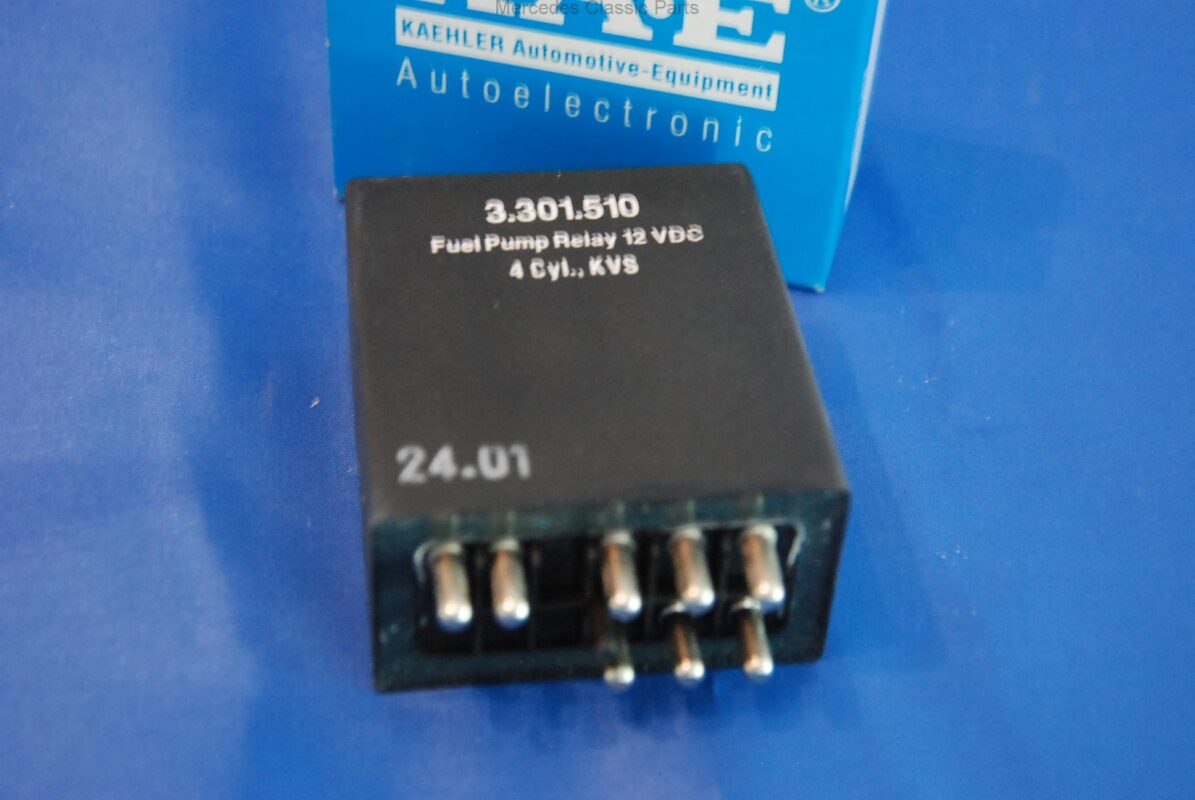 Mercedes Classic Parts
®
KAEHLER Automotive-Equipment
Autoelectronic
3.301.510
Fuel Pump Relay 12 VDC
4 Cyl., KVS
24.01